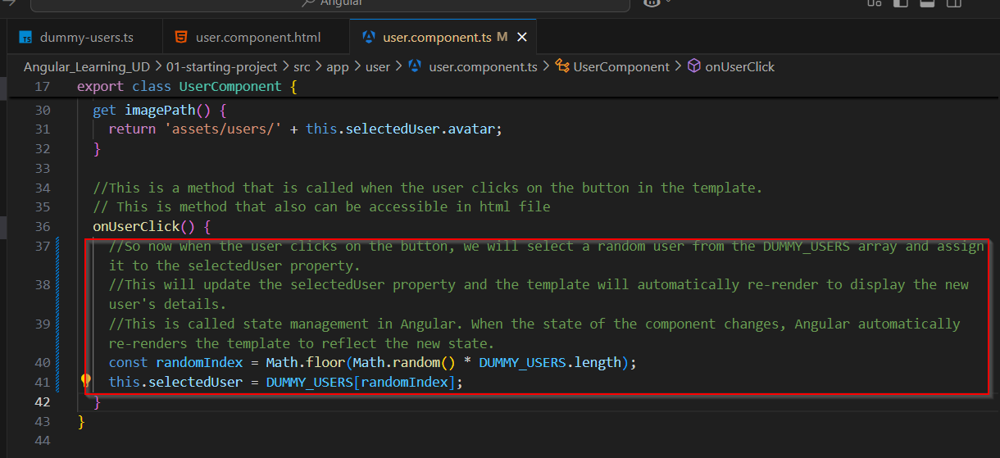 Angular
dummy-users.ts
user.component.html
user.component.ts M
Angular_Learning_UD > 01-starting-project > src > app > user > user.component.ts > UserComponent > onUserClick
17 export class UserComponent {
30 get imagePath() {
31 return 'assets/users/' + this.selectedUser.avatar;
32 }
33
34 //This is a method that is called when the user clicks on the button in the template.
35 // This is method that also can be accessible in html file
36 onUserClick() {
37 //So now when the user clicks on the button, we will select a random user from the DUMMY_USERS array and assign
it to the selectedUser property.
38 //This will update the selectedUser property and the template will automatically re-render to display the new
user's details.
39 //This is called state management in Angular. When the state of the component changes, Angular automatically
re-renders the template to reflect the new state.
40 const randomIndex = Math.floor(Math.random() * DUMMY_USERS.length);
41 this.selectedUser = DUMMY_USERS[randomIndex];
42 }
43 }
44